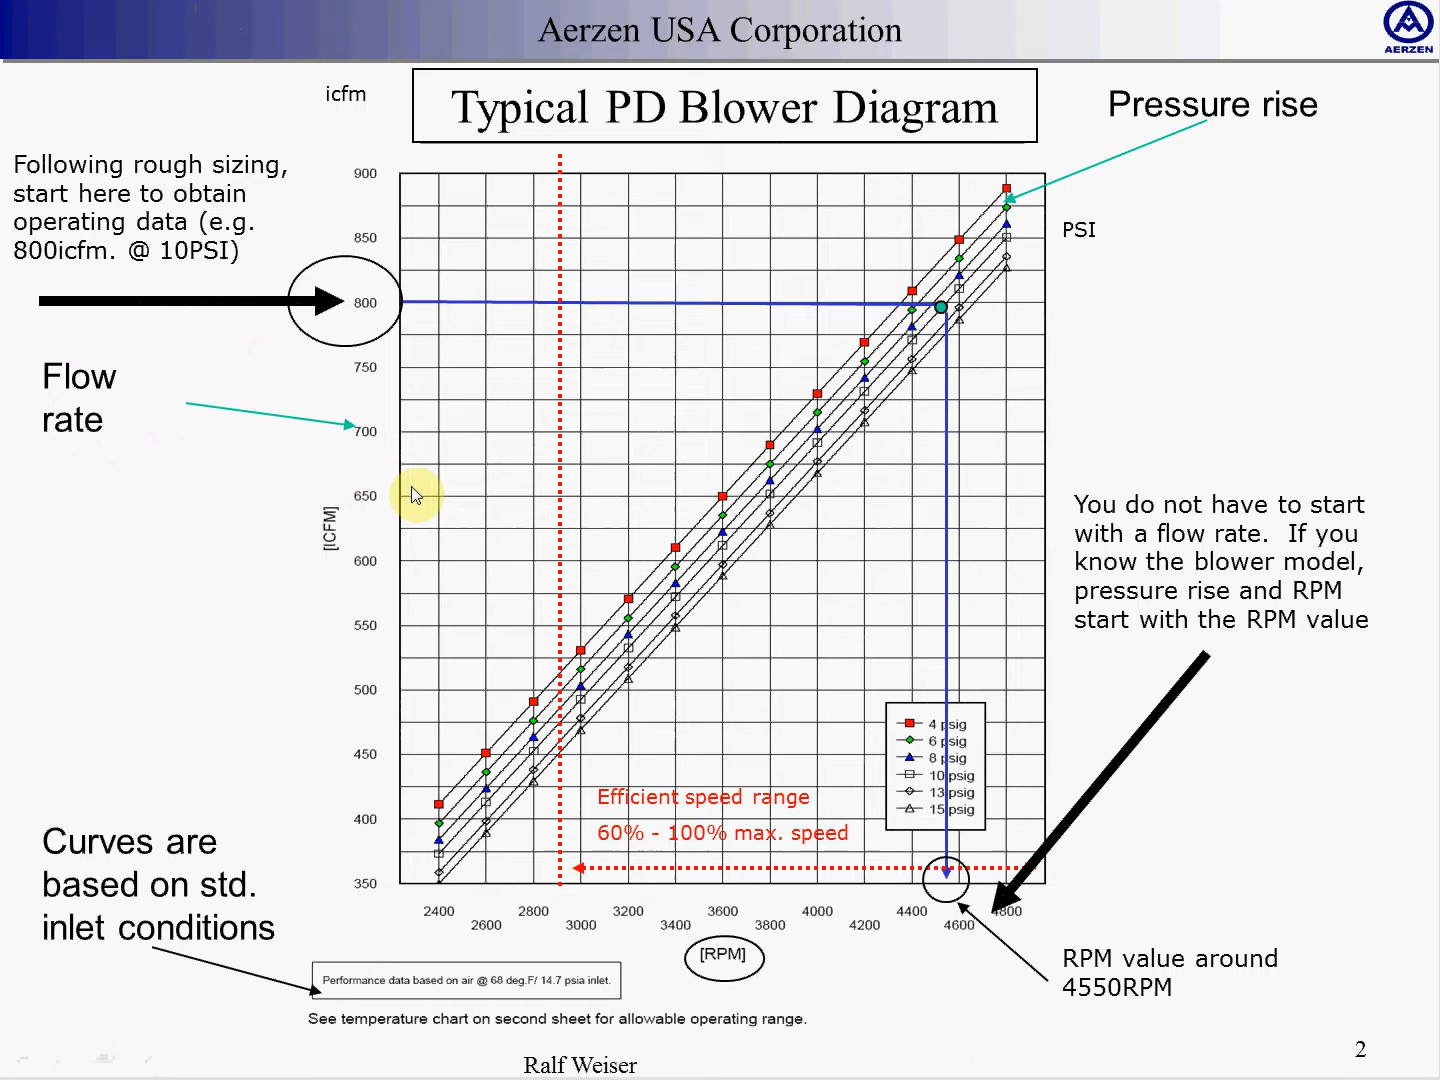 Aerzen USA Corporation
AERZEN
icfm
Typical PD Blower Diagram
Pressure rise
Following rough sizing,
start here to obtain
operating data (e.g.
800icfm. @ 10PSI)
PSI
900
850
800
750
700
650
600
550
500
450
400
350
[ICFM]
Flow
rate
You do not have to start
with a flow rate. If you
know the blower model,
pressure rise and RPM
start with the RPM value
4 psig
6 psig
8 psig
10 psig
13 psig
15 psig
Efficient speed range
60% - 100% max. speed
Curves are
based on std.
inlet conditions
2400 2800 3200 3600 4000 4400 4800
2600 3000 3400 3800 4200 4600
[RPM]
RPM value around
4550RPM
Performance data based on air @ 68 deg.F/ 14.7 psia inlet.
See temperature chart on second sheet for allowable operating range.
Ralf Weiser
2